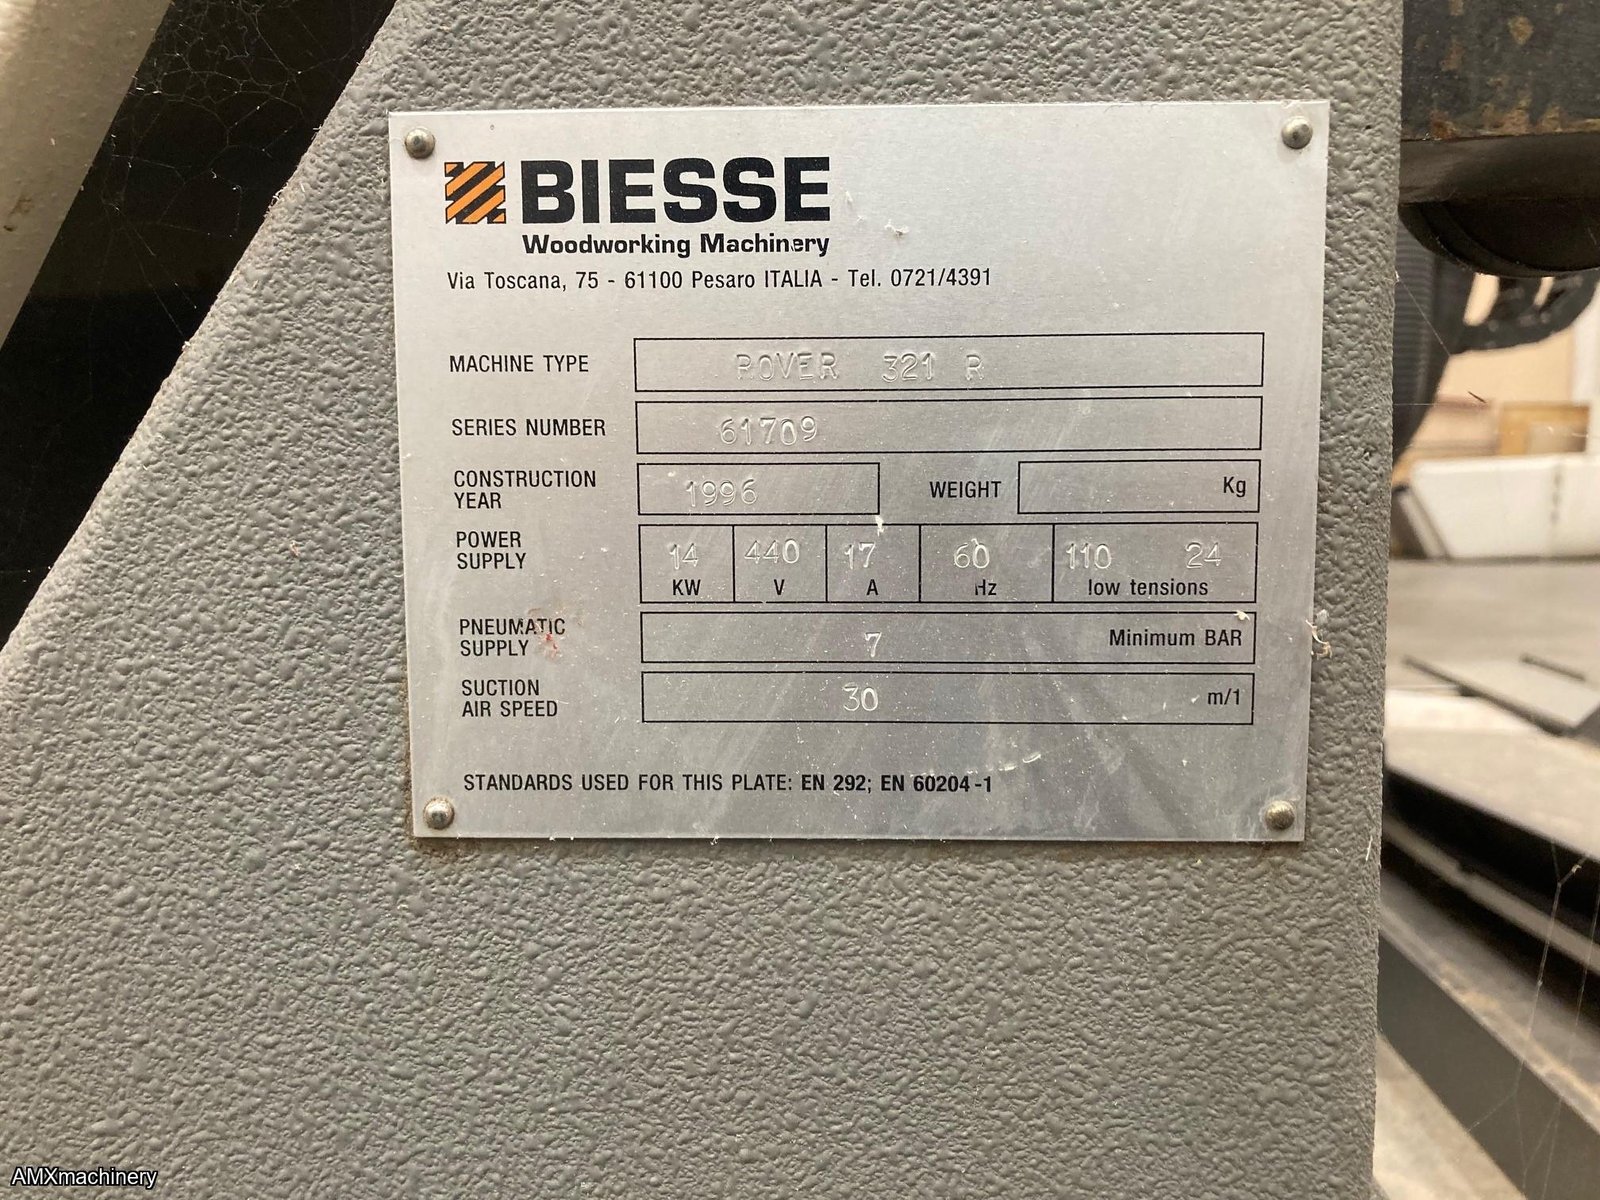 BIESSE
Woodworking Machinery
Via Toscana, 75 - 61100 Pesaro ITALIA - Tel. 0721/4391
MACHINE TYPE ROVER 321 R
SERIES NUMBER 61709
CONSTRUCTION YEAR 1996 WEIGHT Kg
POWER SUPPLY 14 KW 440 V 17 A 60 Hz 110 24 low tensions
PNEUMATIC SUPPLY 7 Minimum BAR
SUCTION AIR SPEED 30 m/1
STANDARDS USED FOR THIS PLATE: EN 292; EN 60204-1
AMXmachinery